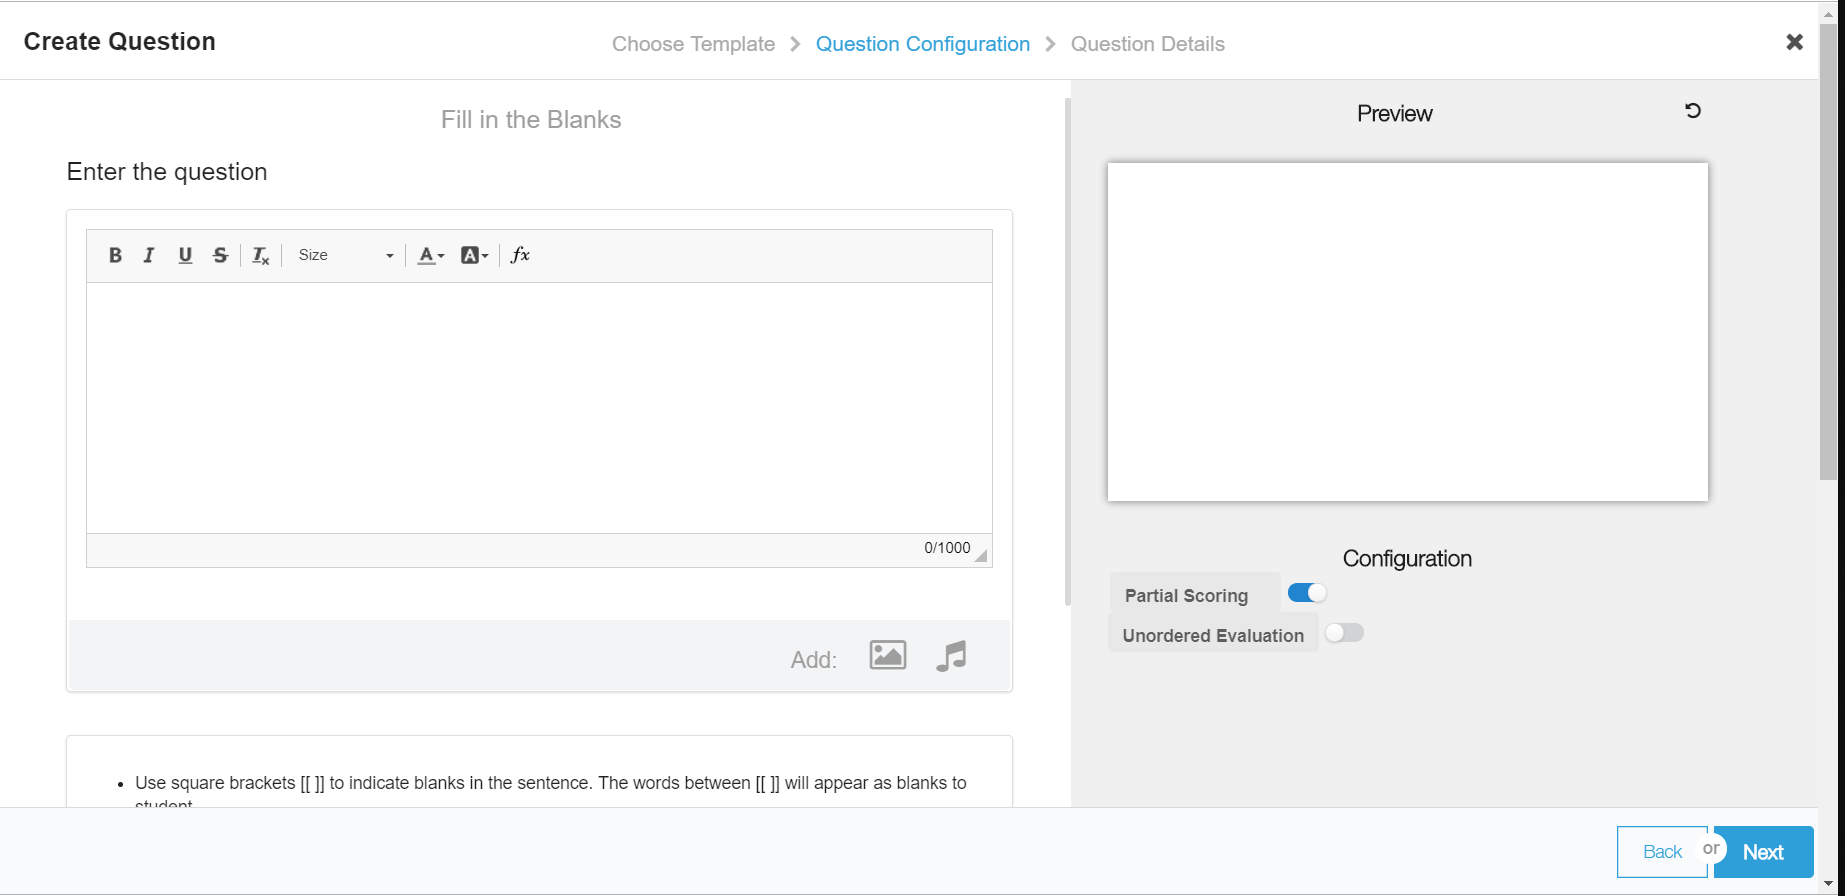 Create Question
Choose Template > Question Configuration > Question Details
Fill in the Blanks
Enter the question
B I U S Tx Size A A fx
0/1000
Add:
• Use square brackets [[ ]] to indicate blanks in the sentence. The words between [[ ]] will appear as blanks to
student
Preview
Configuration
Partial Scoring
Unordered Evaluation
Back or Next